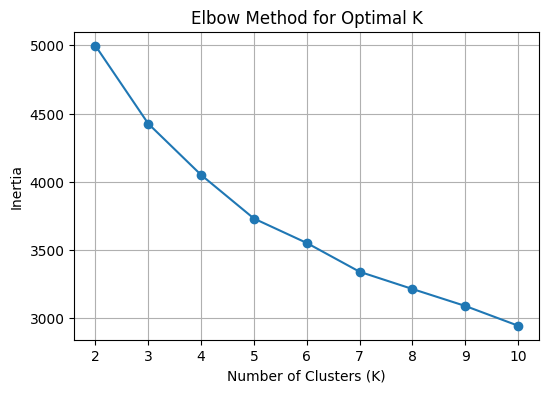 Elbow Method for Optimal K
5000
4500
4000
3500
3000
Inertia
2 3 4 5 6 7 8 9 10
Number of Clusters (K)